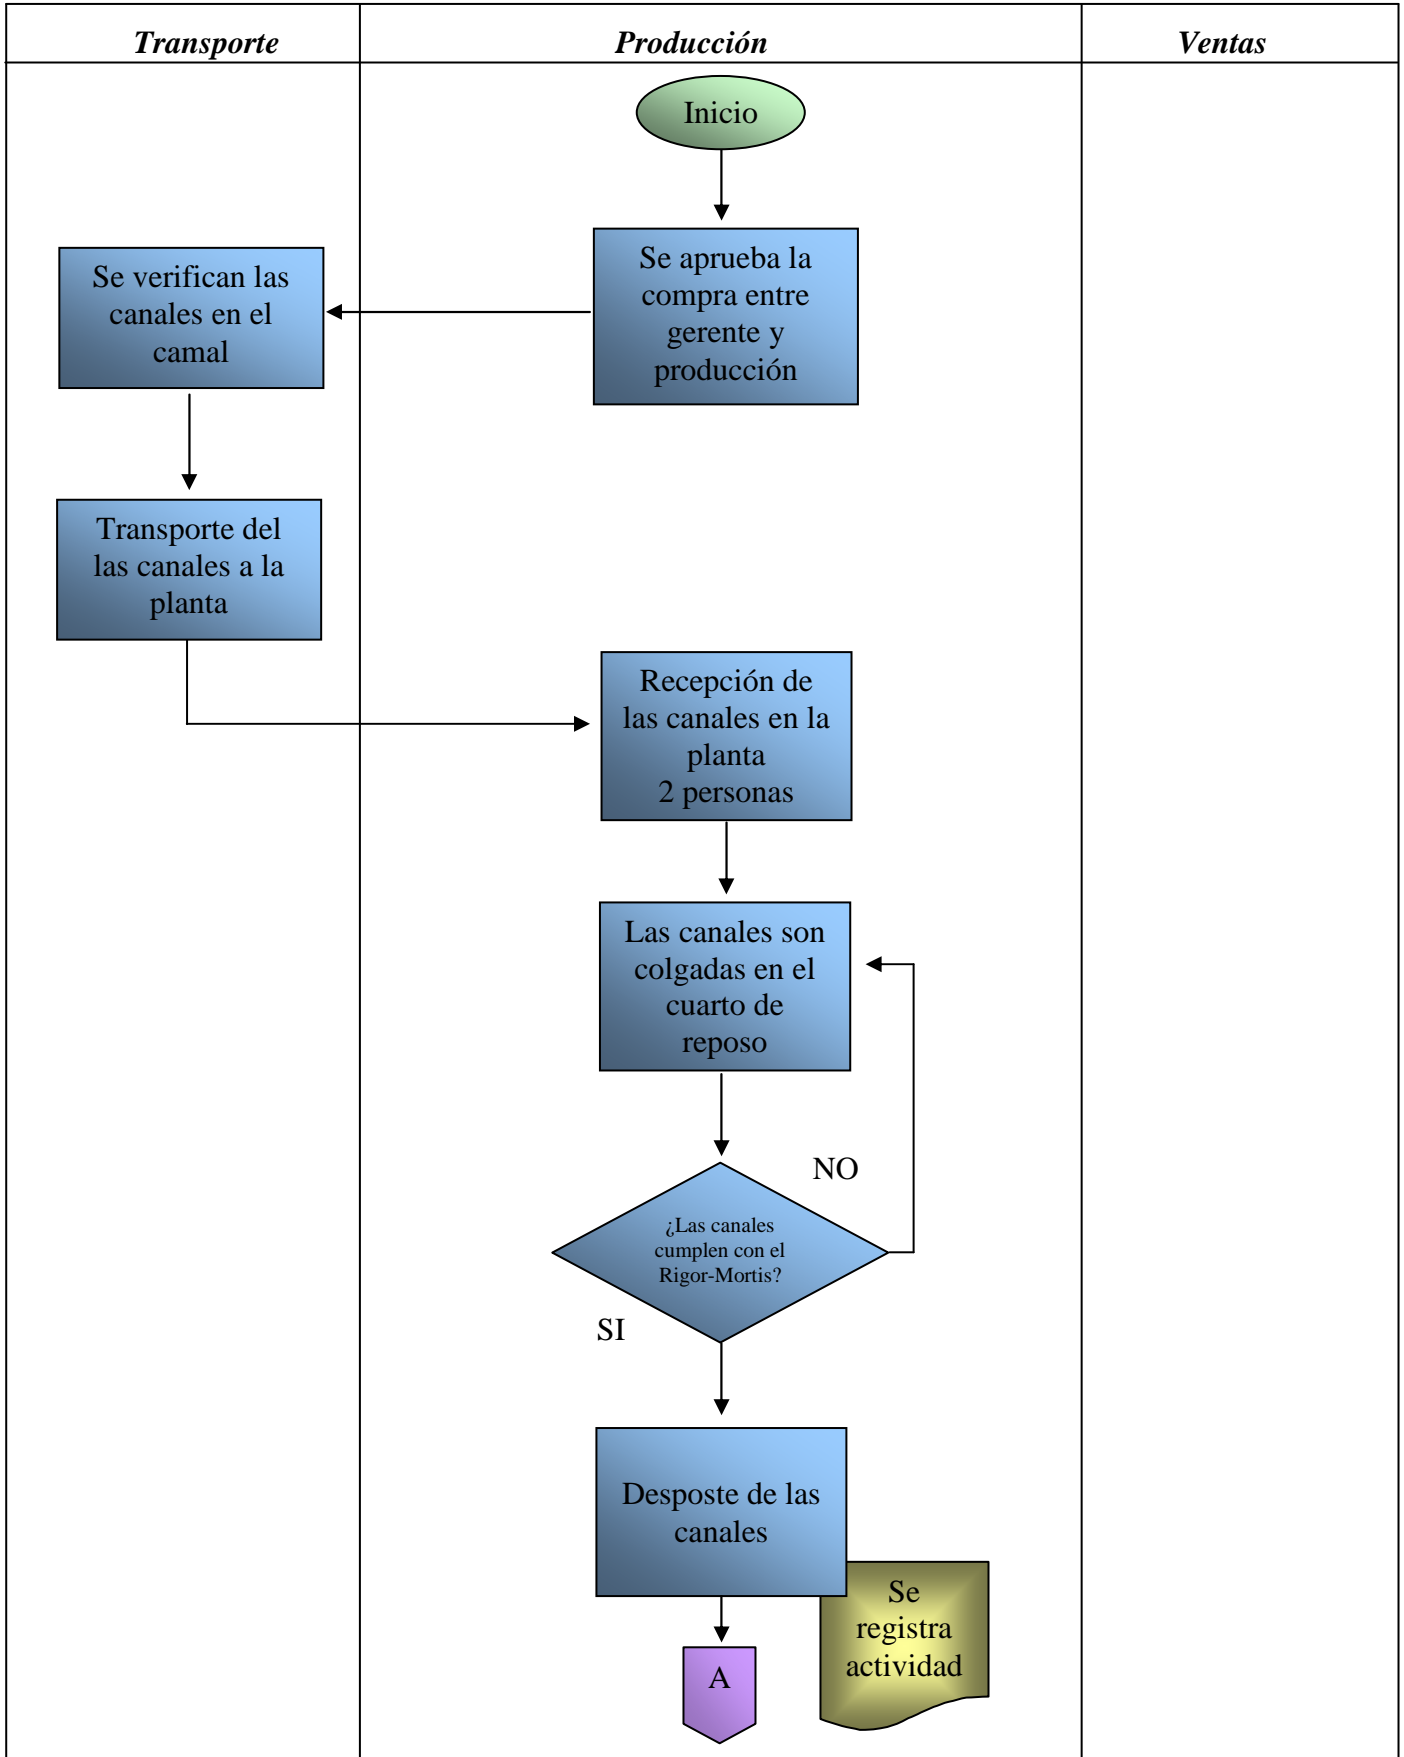 Transporte
Producción
Ventas
Inicio
Se aprueba la
compra entre
gerente y
producción
Se verifican las
canales en el
camal
Transporte del
las canales a la
planta
Recepción de
las canales en la
planta
2 personas
Las canales son
colgadas en el
cuarto de
reposo
NO
¿Las canales
cumplen con el
Rigor-Mortis?
SI
Desposte de las
canales
Se
registra
actividad
A